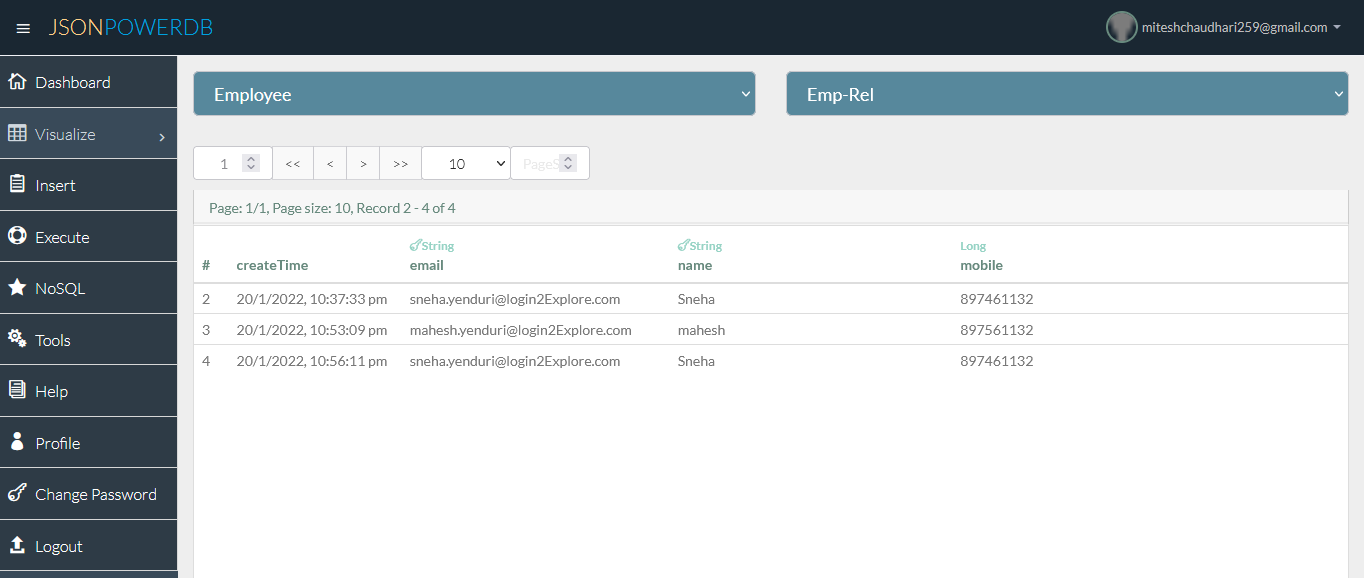 JSONPOWERDB
miteshchaudhari259@gmail.com
Dashboard
Visualize
Insert
Execute
NoSQL
Tools
Help
Profile
Change Password
Logout
Employee
Emp-Rel
1 << < > >> 10 PageS
Page: 1/1, Page size: 10, Record 2 - 4 of 4
String String Long
# createTime email name mobile
2 20/1/2022, 10:37:33 pm sneha.yenduri@login2Explore.com Sneha 897461132
3 20/1/2022, 10:53:09 pm mahesh.yenduri@login2Explore.com mahesh 897561132
4 20/1/2022, 10:56:11 pm sneha.yenduri@login2Explore.com Sneha 897461132